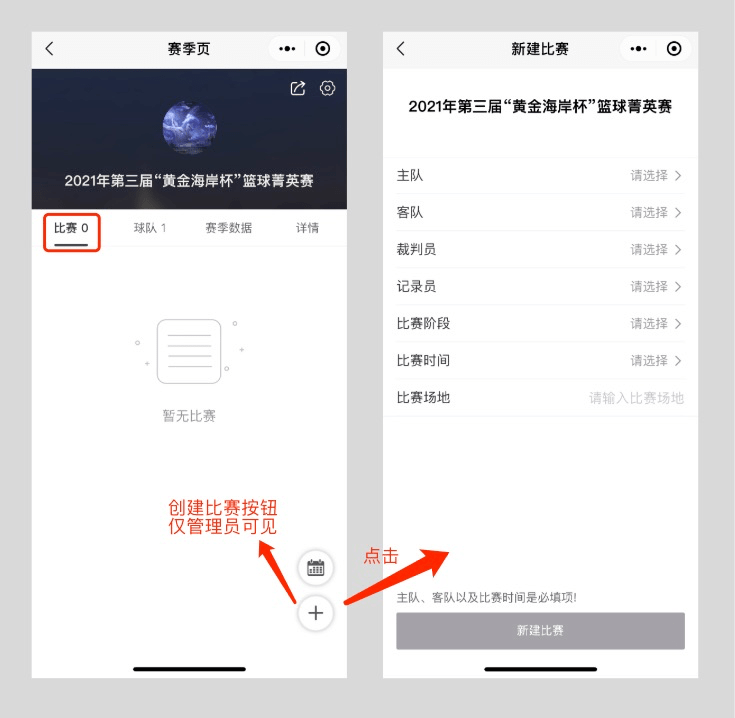 赛季页
2021年第三届“黄金海岸杯”篮球菁英赛
比赛 0
球队 1
赛季数据
详情
暂无比赛
创建比赛按钮
仅管理员可见
点击
新建比赛
2021年第三届“黄金海岸杯”篮球菁英赛
主队 请选择
客队 请选择
裁判员 请选择
记录员 请选择
比赛阶段 请选择
比赛时间 请选择
比赛场地 请输入比赛场地
主队、客队以及比赛时间是必填项!
新建比赛